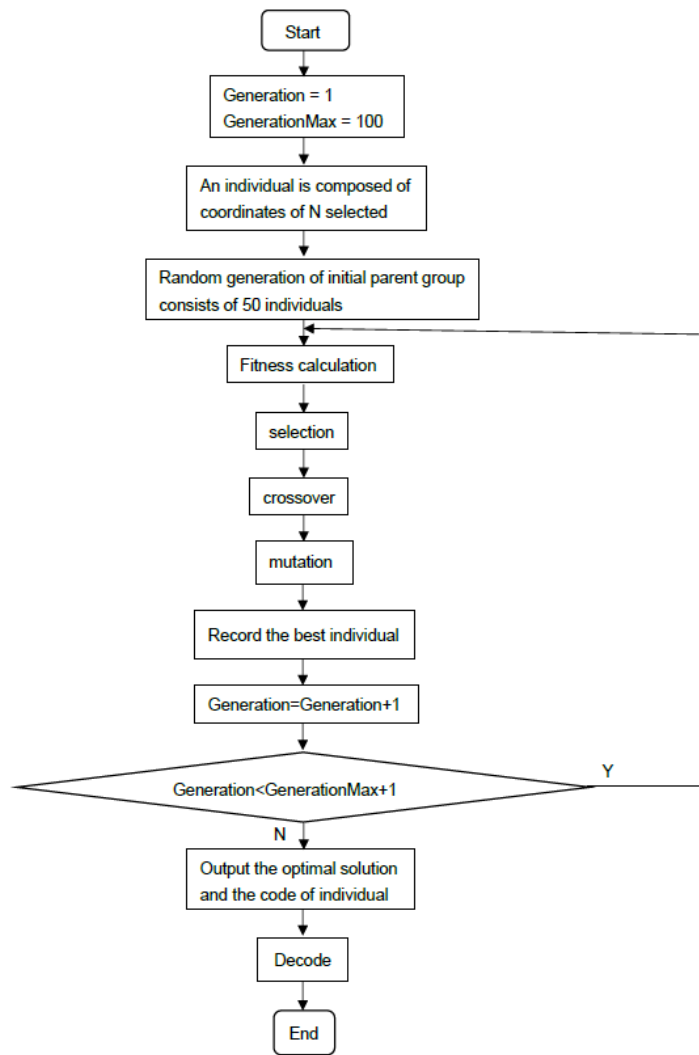 Start
Generation = 1
GenerationMax = 100
An individual is composed of
coordinates of N selected
Random generation of initial parent group
consists of 50 individuals
Fitness calculation
selection
crossover
mutation
Record the best individual
Generation=Generation+1
Generation<GenerationMax+1
Y
N
Output the optimal solution
and the code of individual
Decode
End